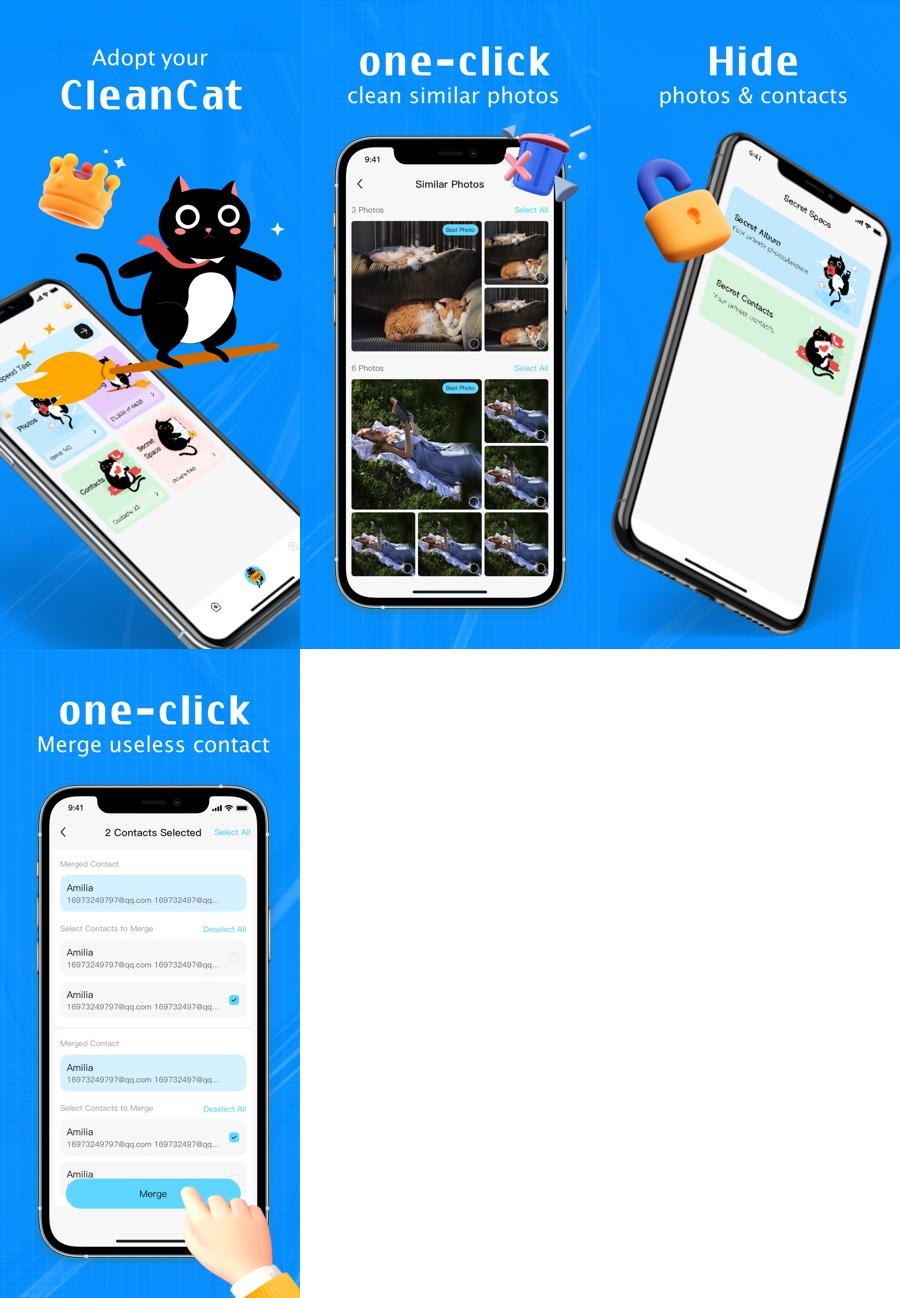 Adopt your
CleanCat
Speed Test
Photos
Items 140
Contacts
Contacts 22
Secret
Space
one-click
clean similar photos
9:41
Similar Photos
3 Photos
Select All
Best Photo
6 Photos
Select All
Best Photo
Hide
photos & contacts
9:41
Secret Space
Secret Album
Secret Contacts
Your private contacts
one-click
Merge useless contact
9:41
2 Contacts Selected
Select All
Merged Contact
Amilia
16973249797@qq.com 169732497@qq...
Select Contacts to Merge
Deselect All
Amilia
16973249797@qq.com 169732497@qq...
Amilia
16973249797@qq.com 169732497@qq...
Merged Contact
Amilia
16973249797@qq.com 169732497@qq...
Select Contacts to Merge
Deselect All
Amilia
16973249797@qq.com 169732497@qq...
Amilia
Merge